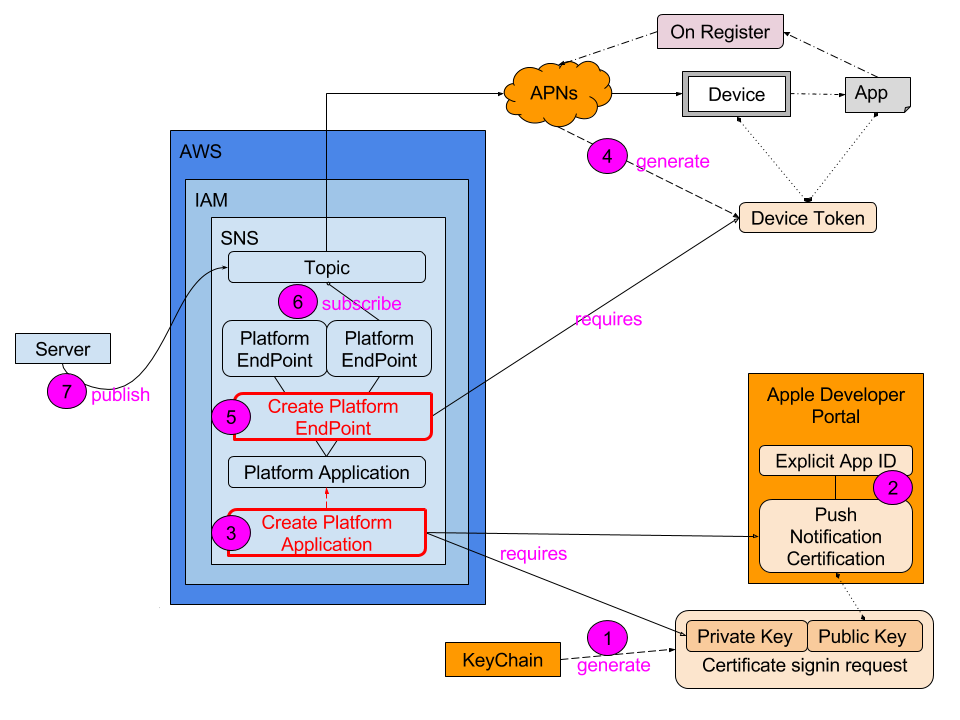 On Register
APNs
Device
App
4
generate
Device Token
AWS
IAM
SNS
Topic
6
subscribe
requires
Platform
EndPoint
Platform
EndPoint
Server
7
publish
5
Create Platform
EndPoint
Platform Application
3
Create Platform
Application
requires
Apple Developer
Portal
Explicit App ID
2
Push
Notification
Certification
1
generate
KeyChain
Private Key
Public Key
Certificate signin request